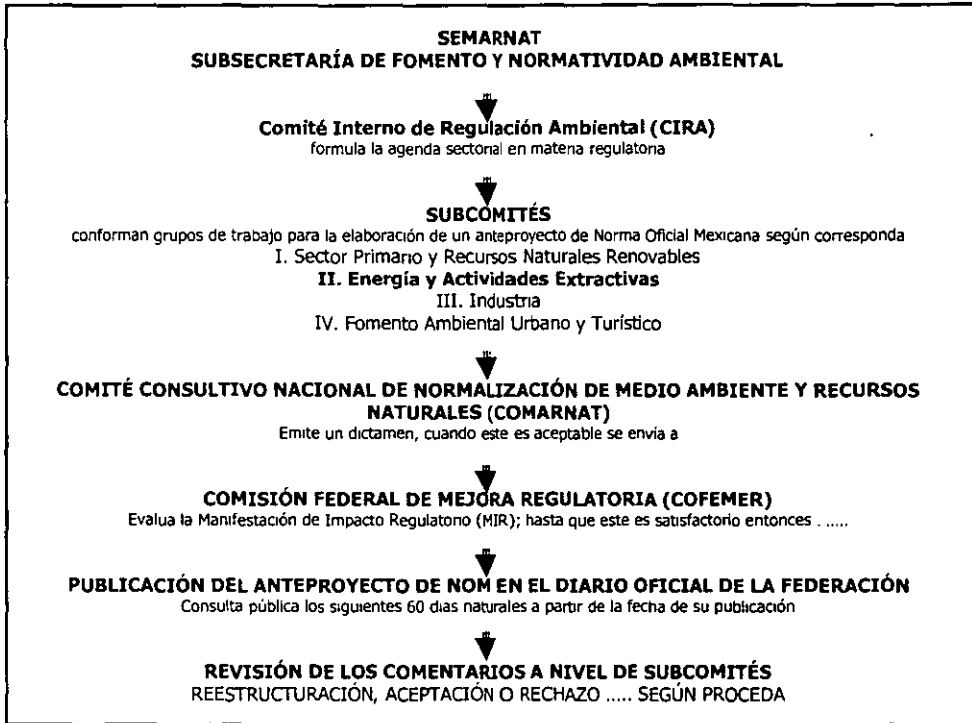 SEMARNAT
SUBSECRETARÍA DE FOMENTO Y NORMATIVIDAD AMBIENTAL
Comité Interno de Regulación Ambiental (CIRA)
formula la agenda sectorial en materia regulatoria
SUBCOMITÉS
conforman grupos de trabajo para la elaboración de un anteproyecto de Norma Oficial Mexicana según corresponda
I. Sector Primario y Recursos Naturales Renovables
II. Energía y Actividades Extractivas
III. Industria
IV. Fomento Ambiental Urbano y Turístico
COMITÉ CONSULTIVO NACIONAL DE NORMALIZACIÓN DE MEDIO AMBIENTE Y RECURSOS
NATURALES (COMARNAT)
Emite un dictamen, cuando este es aceptable se envía a
COMISIÓN FEDERAL DE MEJORA REGULATORIA (COFEMER)
Evalua la Manifestación de Impacto Regulatorio (MIR); hasta que este es satisfactorio entonces . .....
PUBLICACIÓN DEL ANTEPROYECTO DE NOM EN EL DIARIO OFICIAL DE LA FEDERACIÓN
Consulta pública los siguientes 60 dias naturales a partir de la fecha de su publicación
REVISIÓN DE LOS COMENTARIOS A NIVEL DE SUBCOMITÉS
REESTRUCTURACIÓN, ACEPTACIÓN O RECHAZO ..... SEGÚN PROCEDA